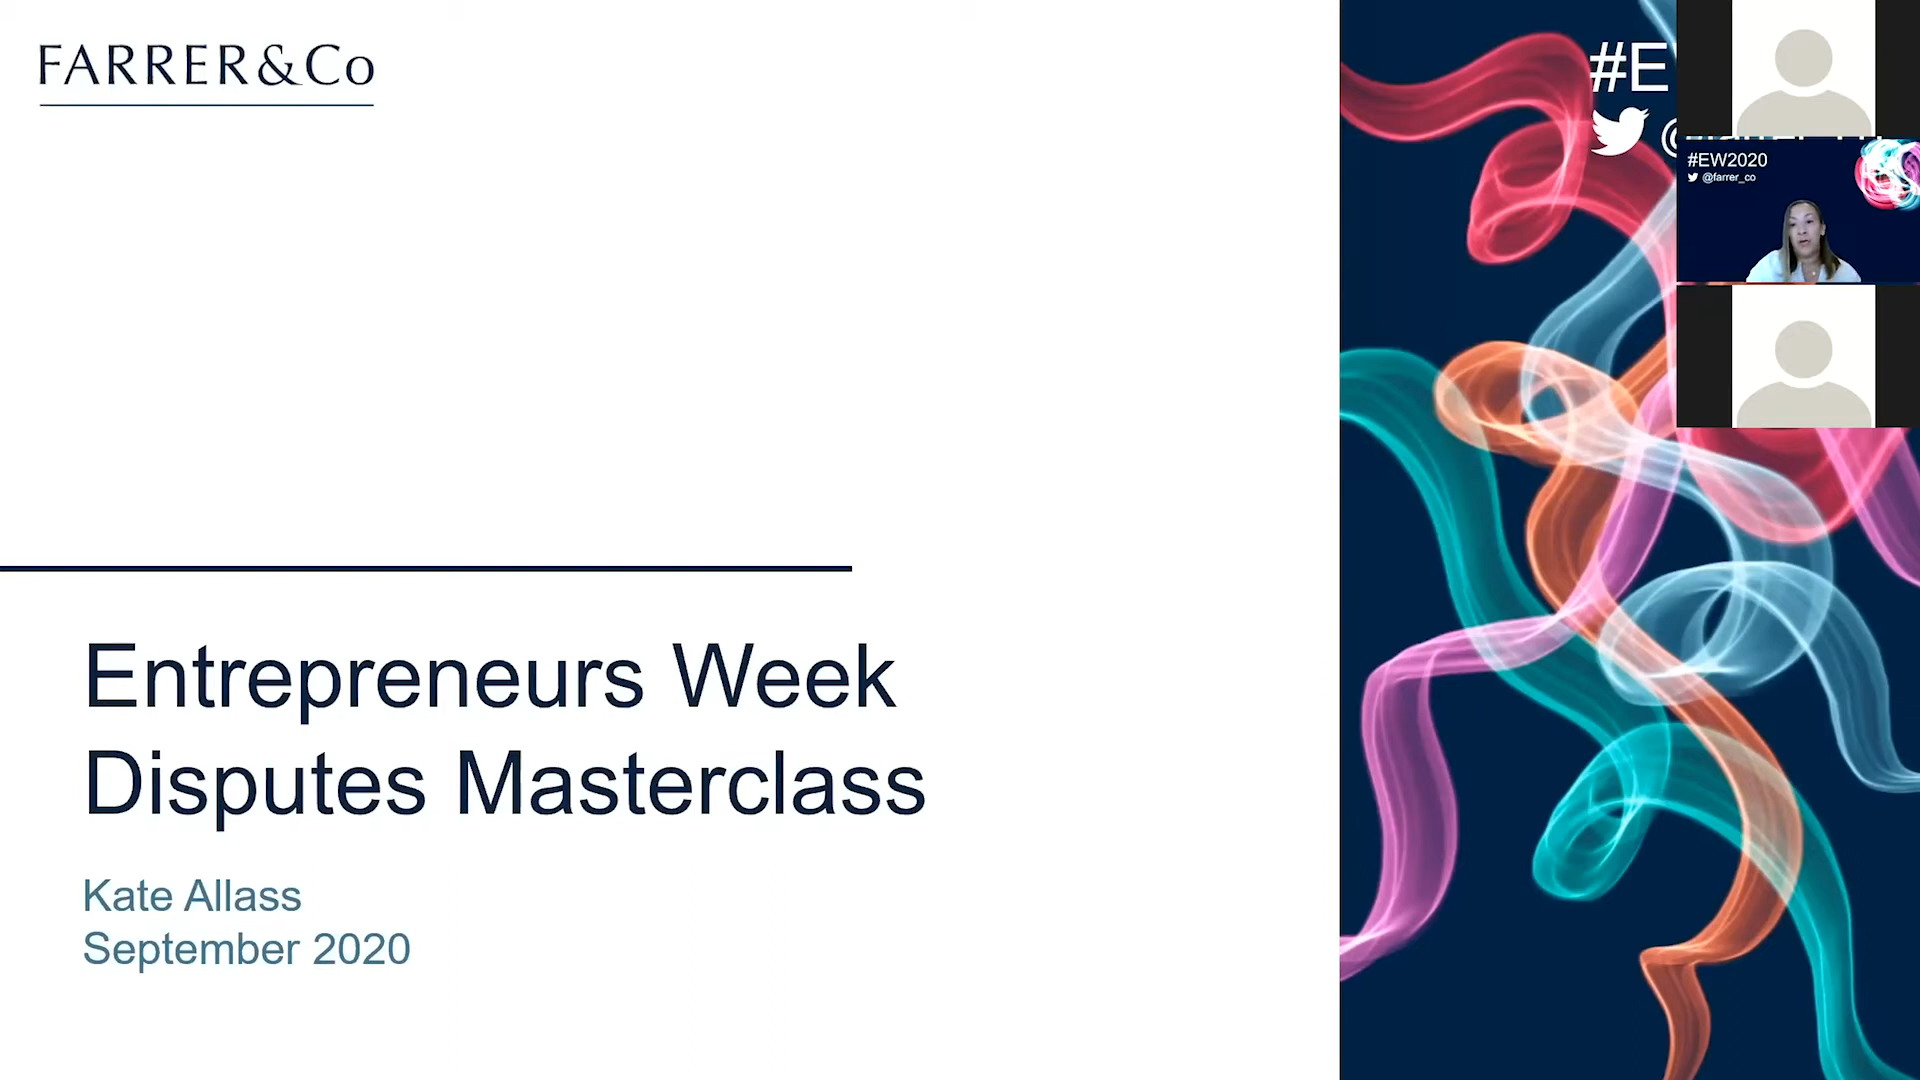 FARRER&Co
Entrepreneurs Week
Disputes Masterclass
Kate Allass
September 2020
#E
@
#EW2020
@farrer_co